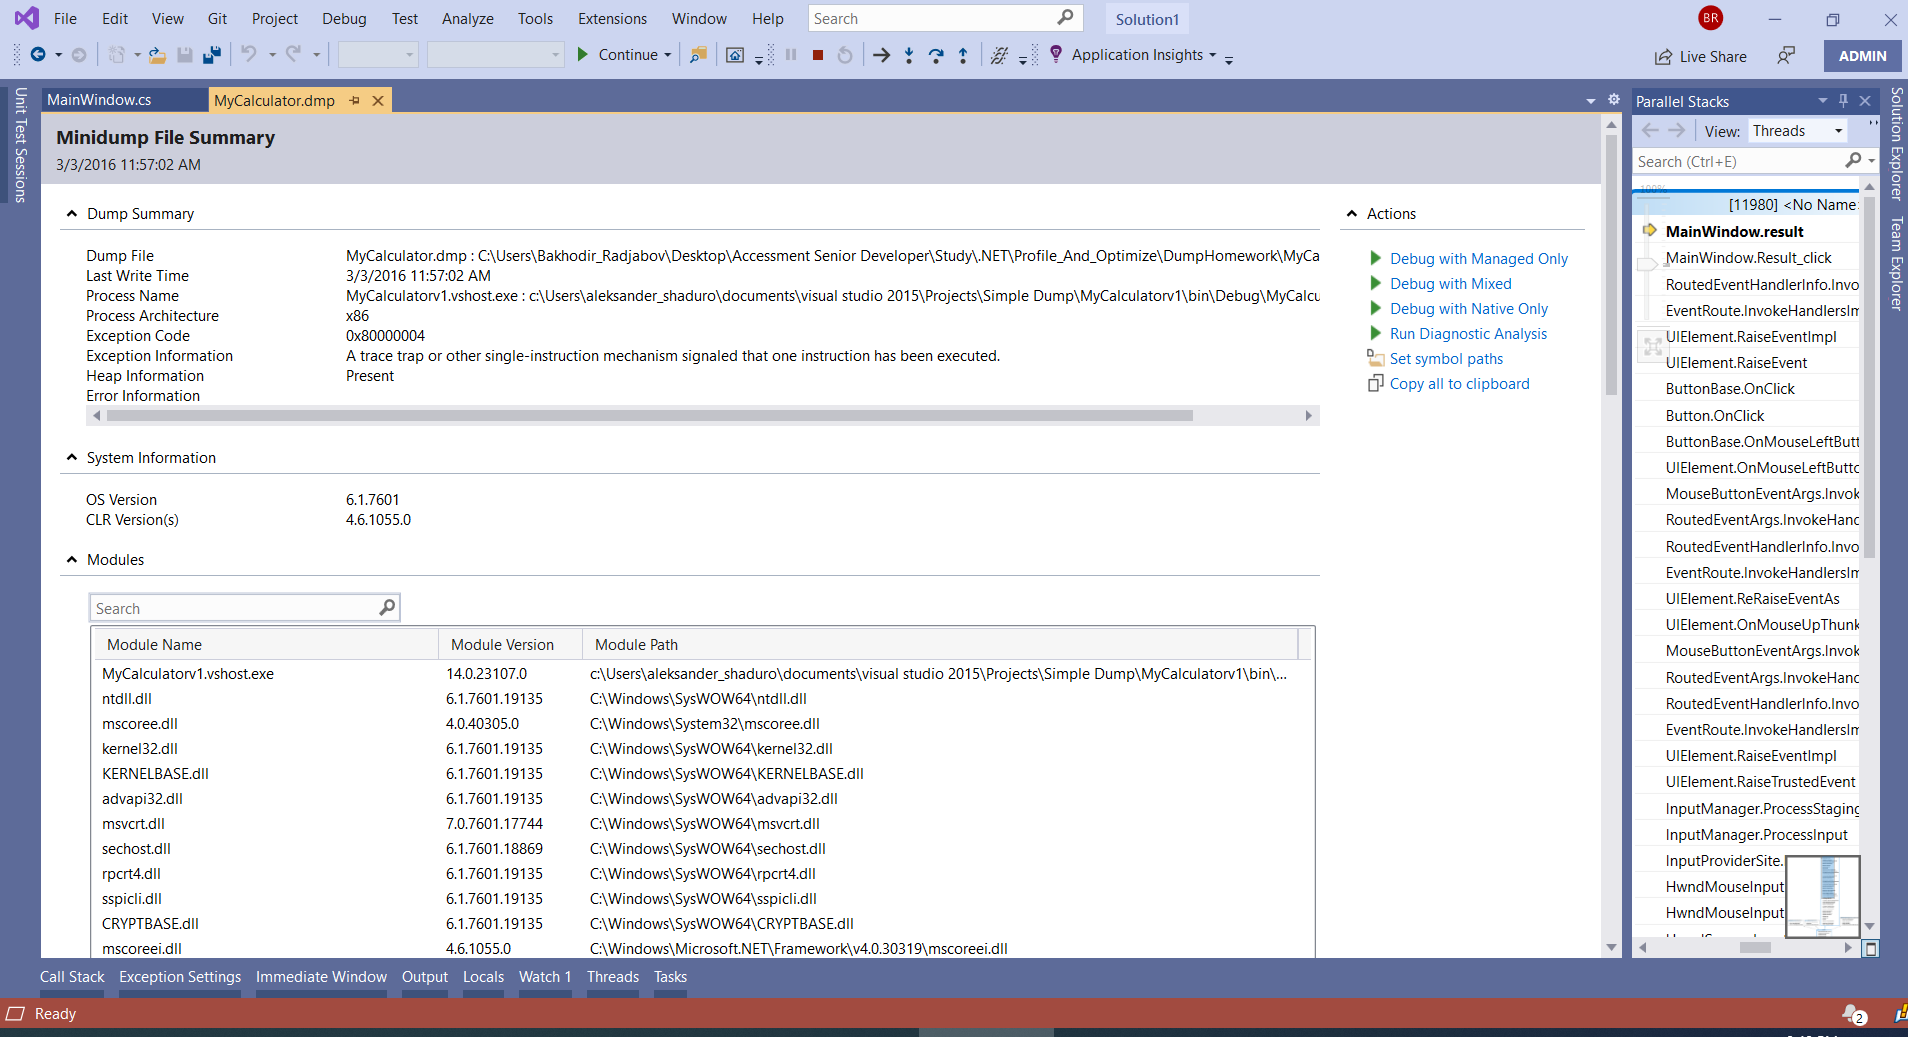 File Edit View Git Project Debug Test Analyze Tools Extensions Window Help Search Solution1 BR
Continue Application Insights Live Share ADMIN
Unit Test Sessions
MainWindow.cs MyCalculator.dmp
Minidump File Summary
3/3/2016 11:57:02 AM
Dump Summary
Dump File MyCalculator.dmp : C:\Users\Bakhodir_Radjabov\Desktop\Accessment Senior Developer\Study\.NET\Profile_And_Optimize\DumpHomework\MyCa
Last Write Time 3/3/2016 11:57:02 AM
Process Name MyCalculatorv1.vshost.exe : c:\Users\aleksander_shaduro\documents\visual studio 2015\Projects\Simple Dump\MyCalculatorv1\bin\Debug\MyCalcu
Process Architecture x86
Exception Code 0x80000004
Exception Information A trace trap or other single-instruction mechanism signaled that one instruction has been executed.
Heap Information Present
Error Information
System Information
OS Version 6.1.7601
CLR Version(s) 4.6.1055.0
Modules
Search
Module Name Module Version Module Path
MyCalculatorv1.vshost.exe 14.0.23107.0 c:\Users\aleksander_shaduro\documents\visual studio 2015\Projects\Simple Dump\MyCalculatorv1\bin\...
ntdll.dll 6.1.7601.19135 C:\Windows\SysWOW64\ntdll.dll
mscoree.dll 4.0.40305.0 C:\Windows\System32\mscoree.dll
kernel32.dll 6.1.7601.19135 C:\Windows\SysWOW64\kernel32.dll
KERNELBASE.dll 6.1.7601.19135 C:\Windows\SysWOW64\KERNELBASE.dll
advapi32.dll 6.1.7601.19135 C:\Windows\SysWOW64\advapi32.dll
msvcrt.dll 7.0.7601.17744 C:\Windows\SysWOW64\msvcrt.dll
sechost.dll 6.1.7601.18869 C:\Windows\SysWOW64\sechost.dll
rpcrt4.dll 6.1.7601.19135 C:\Windows\SysWOW64\rpcrt4.dll
sspicli.dll 6.1.7601.19135 C:\Windows\SysWOW64\sspicli.dll
CRYPTBASE.dll 6.1.7601.19135 C:\Windows\SysWOW64\CRYPTBASE.dll
mscoreei.dll 4.6.1055.0 C:\Windows\Microsoft.NET\Framework\v4.0.30319\mscoreei.dll
Actions
Debug with Managed Only
Debug with Mixed
Debug with Native Only
Run Diagnostic Analysis
Set symbol paths
Copy all to clipboard
Parallel Stacks
View: Threads
Search (Ctrl+E)
100%
[11980] <No Name>
MainWindow.result
MainWindow.Result_click
RoutedEventHandlerInfo.Invo
EventRoute.InvokeHandlersIm
UIElement.RaiseEventImpl
UIElement.RaiseEvent
ButtonBase.OnClick
Button.OnClick
ButtonBase.OnMouseLeftButt
UIElement.OnMouseLeftButto
MouseButtonEventArgs.Invok
RoutedEventArgs.InvokeHand
RoutedEventHandlerInfo.Invo
EventRoute.InvokeHandlersIm
UIElement.ReRaiseEventAs
UIElement.OnMouseUpThunk
MouseButtonEventArgs.Invok
RoutedEventArgs.InvokeHand
RoutedEventHandlerInfo.Invo
EventRoute.InvokeHandlersIm
UIElement.RaiseEventImpl
UIElement.RaiseTrustedEvent
InputManager.ProcessStaging
InputManager.ProcessInput
InputProviderSite.
HwndMouseInput
HwndMouseInput
Solution Explorer
Team Explorer
Call Stack Exception Settings Immediate Window Output Locals Watch 1 Threads Tasks
Ready 2